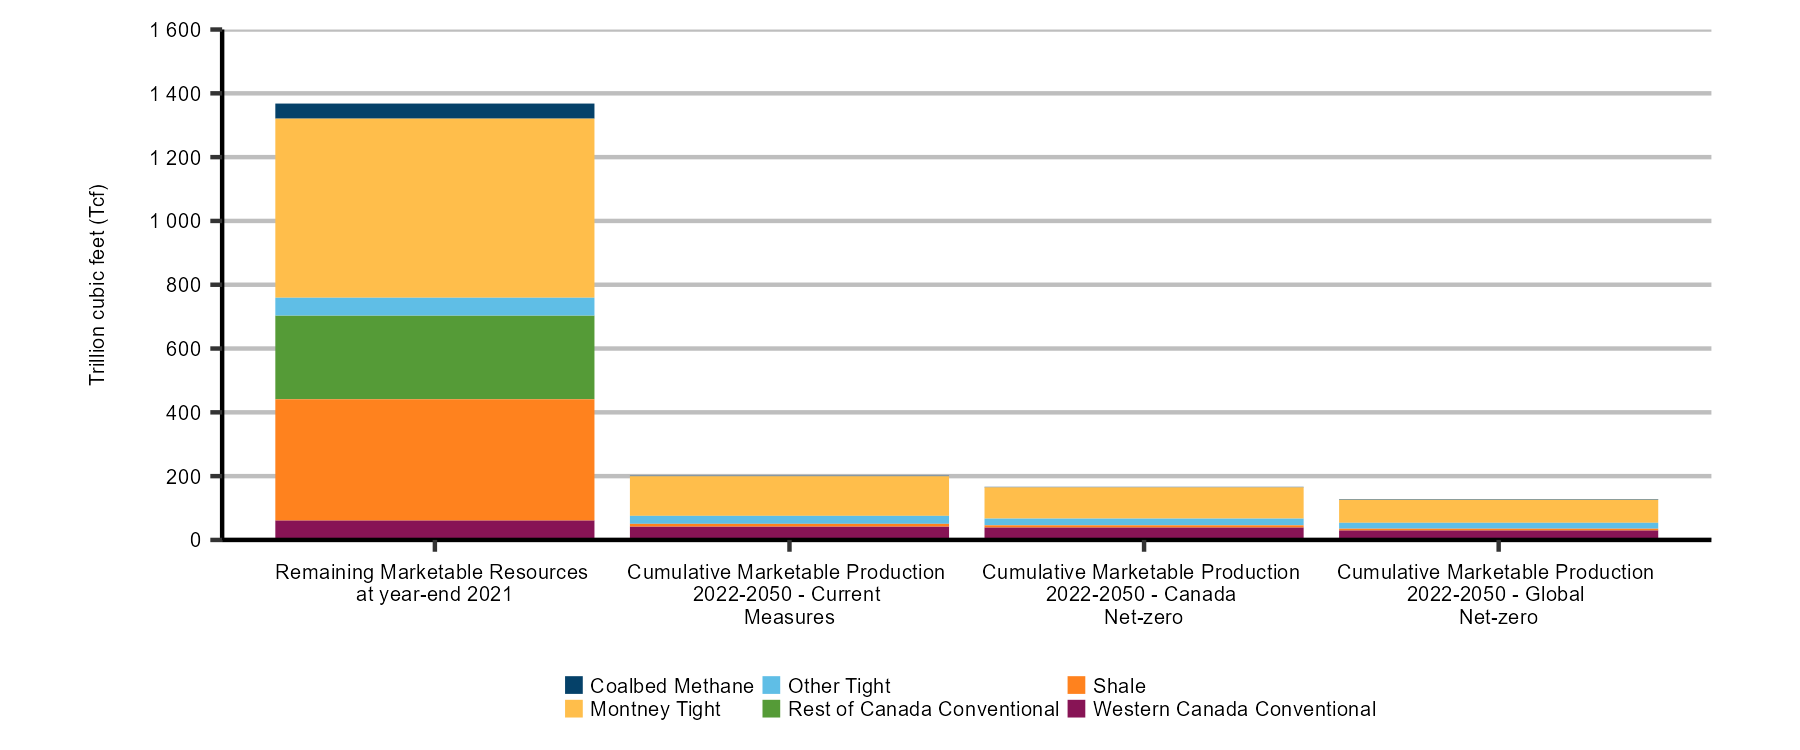 1 600
1 400
1 200
1 000
800
600
400
200
0
Trillion cubic feet (Tcf)
Remaining Marketable Resources
at year-end 2021
Cumulative Marketable Production
2022-2050 - Current
Measures
Cumulative Marketable Production
2022-2050 - Canada
Net-zero
Cumulative Marketable Production
2022-2050 - Global
Net-zero
Coalbed Methane
Other Tight
Shale
Montney Tight
Rest of Canada Conventional
Western Canada Conventional